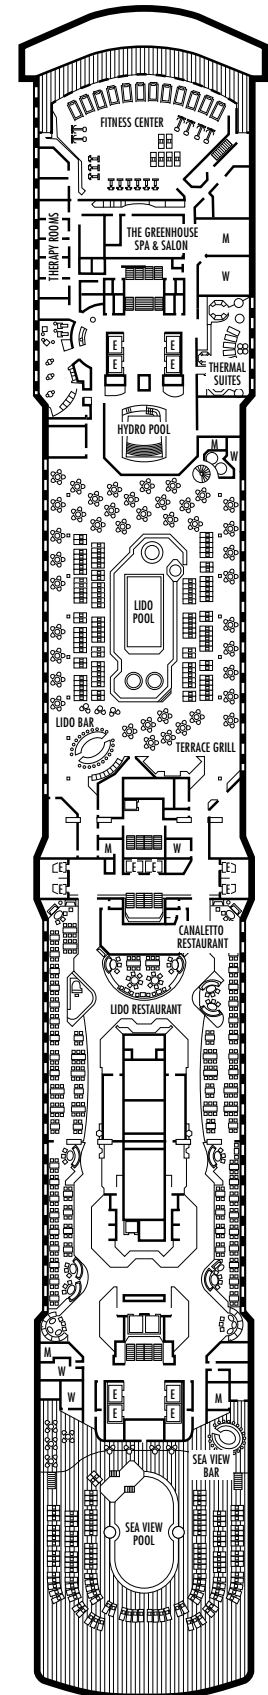 FITNESS CENTER
THERAPY ROOMS
THE GREENHOUSE
SPA & SALON
M
W
E
E
E
E
THERMAL
SUITES
HYDRO POOL
M
W
LIDO
POOL
LIDO BAR
TERRACE GRILL
M
W
E
E
E
E
E
E
CANALETTO
RESTAURANT
LIDO RESTAURANT
M
W
W
M
E
E
E
E
SEA VIEW
BAR
SEA VIEW
POOL